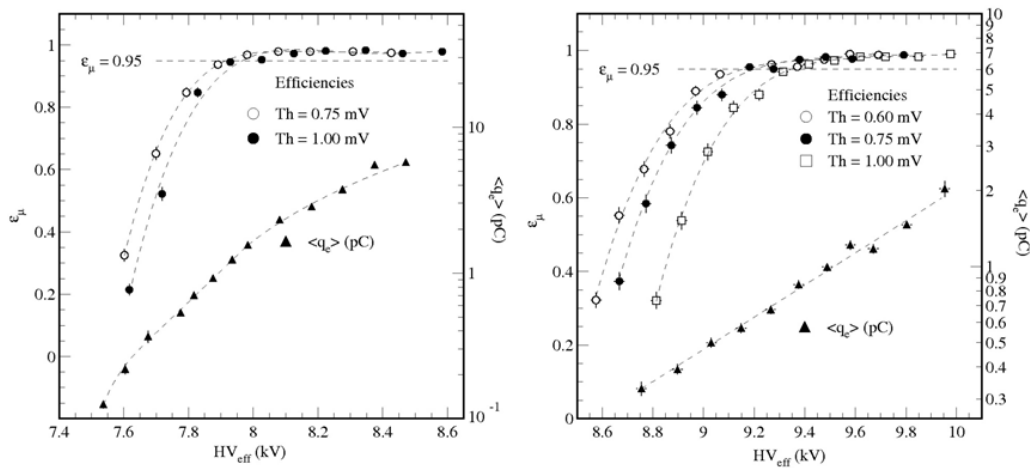 1
0.8
0.6
0.4
0.2
0
ε_μ
ε_μ = 0.95
Efficiencies
Th = 0.75 mV
Th = 1.00 mV
<q_e> (pC)
10
1
10^-1
<q_e> (pC)
7.4 7.6 7.8 8 8.2 8.4 8.6
HV_eff (kV)
1
0.8
0.6
0.4
0.2
0
ε_μ
ε_μ = 0.95
Efficiencies
Th = 0.60 mV
Th = 0.75 mV
Th = 1.00 mV
<q_e> (pC)
10
9
8
7
6
5
4
3
2
1
0.9
0.8
0.7
0.6
0.5
0.4
0.3
<q_e> (pC)
8.6 8.8 9 9.2 9.4 9.6 9.8 10
HV_eff (kV)